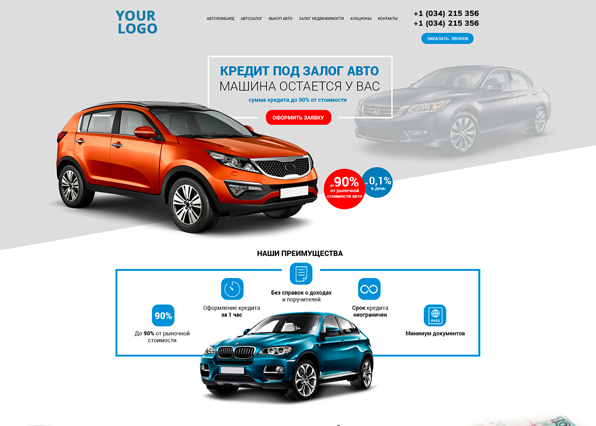 YOUR
LOGO
АВТОЛОМБАРД АВТОЗАЛОГ ВЫКУП АВТО ЗАЛОГ НЕДВИЖИМОСТИ АУКЦИОНЫ КОНТАКТЫ
+1 (034) 215 356
+1 (034) 215 356
ЗАКАЗАТЬ ЗВОНОК
КРЕДИТ ПОД ЗАЛОГ АВТО
МАШИНА ОСТАЕТСЯ У ВАС
сумма кредита до 90% от стоимости
ОФОРМИТЬ ЗАЯВКУ
до 90%
от рыночной
стоимости авто
от 0,1%
в день
НАШИ ПРЕИМУЩЕСТВА
90%
До 90% от рыночной
стоимости
Оформление кредита
за 1 час
Без справок о доходах
и поручителей
Срок кредита
неограничен
PASS
Минимум документов